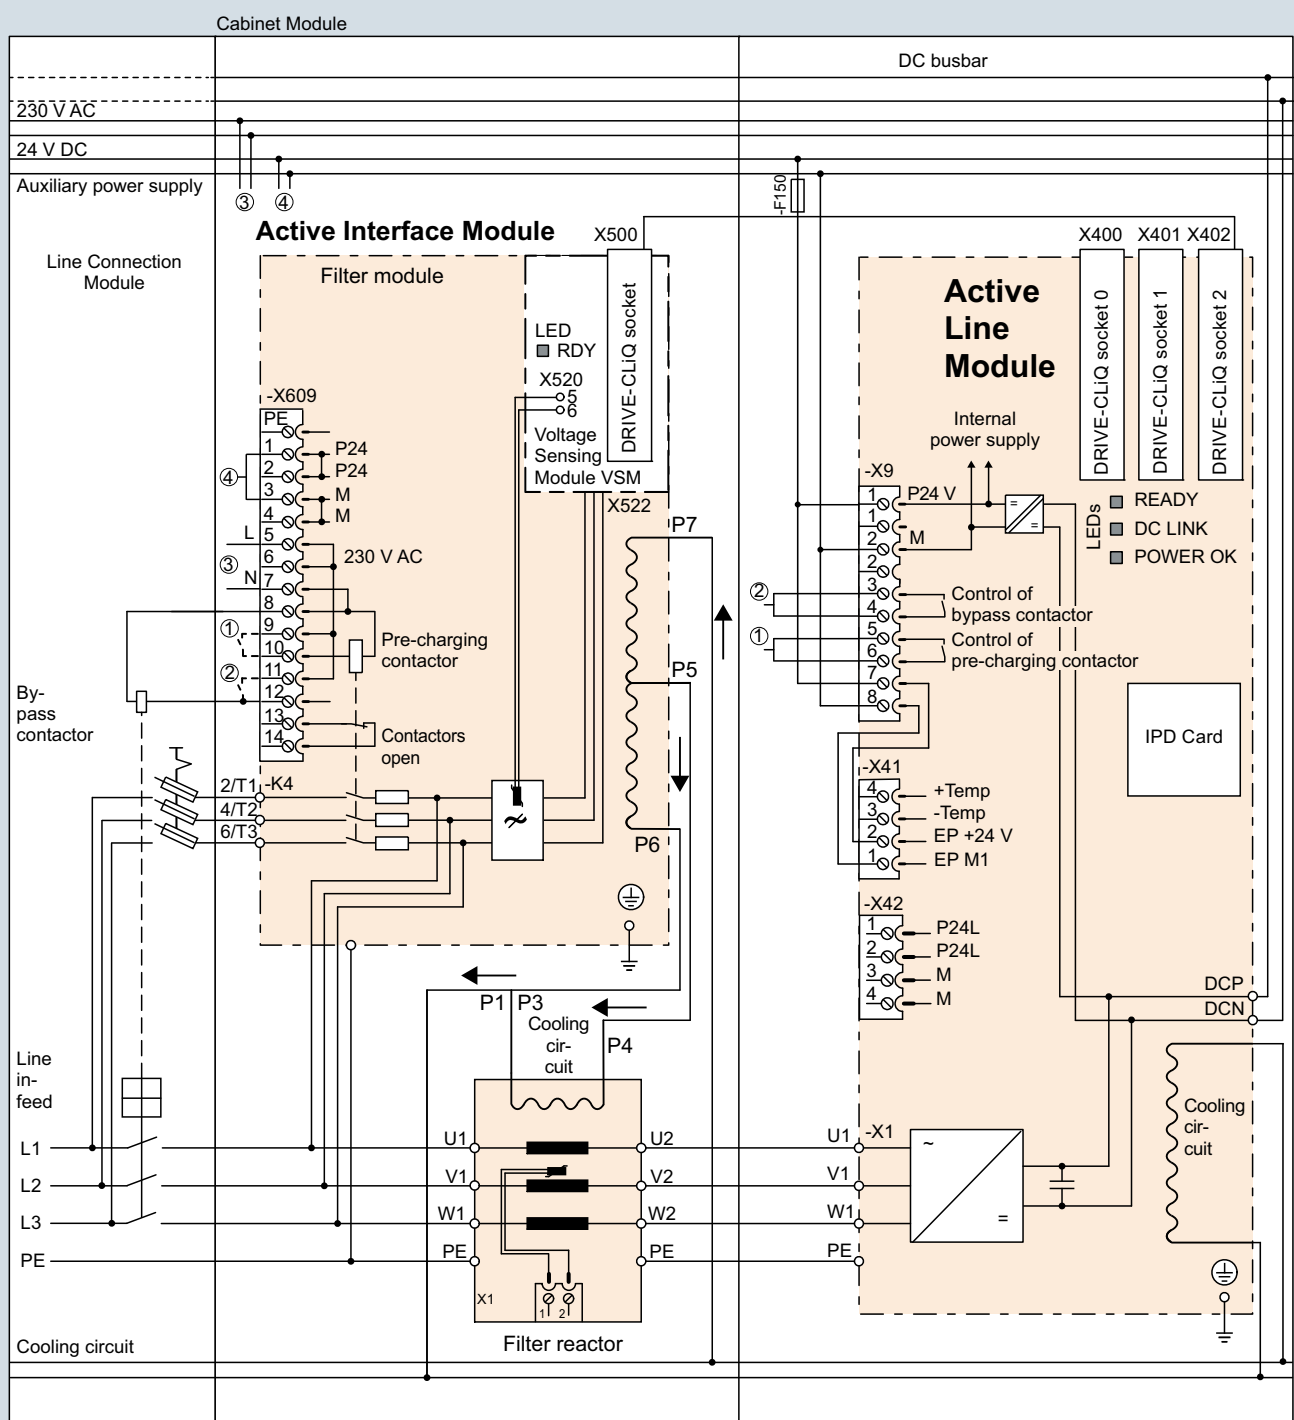 Cabinet Module
DC busbar
230 V AC
24 V DC
Auxiliary power supply
③
④
-F150
Line Connection
Module
Active Interface Module
Filter module
X500
DRIVE-CLiQ socket
LED
RDY
X520
5
6
Voltage
Sensing
Module VSM
X522
-X609
PE
1 P24
2 P24
3 M
4 M
④
L 5
③
6
230 V AC
N 7
8
① 9
10
② 11
12
13
14
Pre-charging
contactor
Contactors
open
By-
pass
contactor
2/T1 -K4
4/T2
6/T3
P7
P5
P6
P1 P3
P4
Cooling
cir-
cuit
X400 X401 X402
DRIVE-CLiQ socket 0
DRIVE-CLiQ socket 1
DRIVE-CLiQ socket 2
Active
Line
Module
Internal
power supply
-X9
1 P24 V
1
2 M
2
② 3
4
Control of
bypass contactor
① 5
6
Control of
pre-charging contactor
7
8
LEDs
READY
DC LINK
POWER OK
IPD Card
-X41
4 +Temp
3 -Temp
2 EP +24 V
1 EP M1
-X42
1 P24L
2 P24L
3 M
4 M
DCP
DCN
Cooling
cir-
cuit
Line
in-
feed
L1 U1 U2 U1 -X1
~
L2 V1 V2 V1
L3 W1 W2 W1
=
PE PE PE PE
X1
1 2
Filter reactor
Cooling circuit